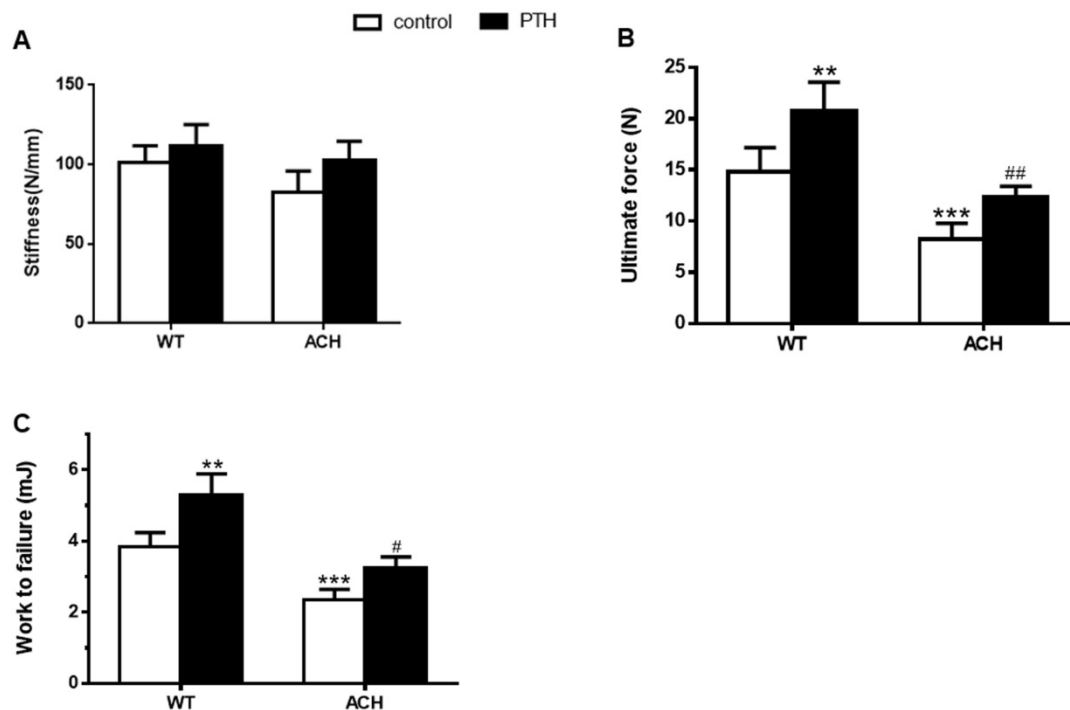 control PTH
A
150
100
50
0
Stiffness(N/mm)
WT ACH
B
25
20
15
10
5
0
Ultimate force (N)
**
***
##
WT ACH
C
6
4
2
0
Work to failure (mJ)
**
***
#
WT ACH